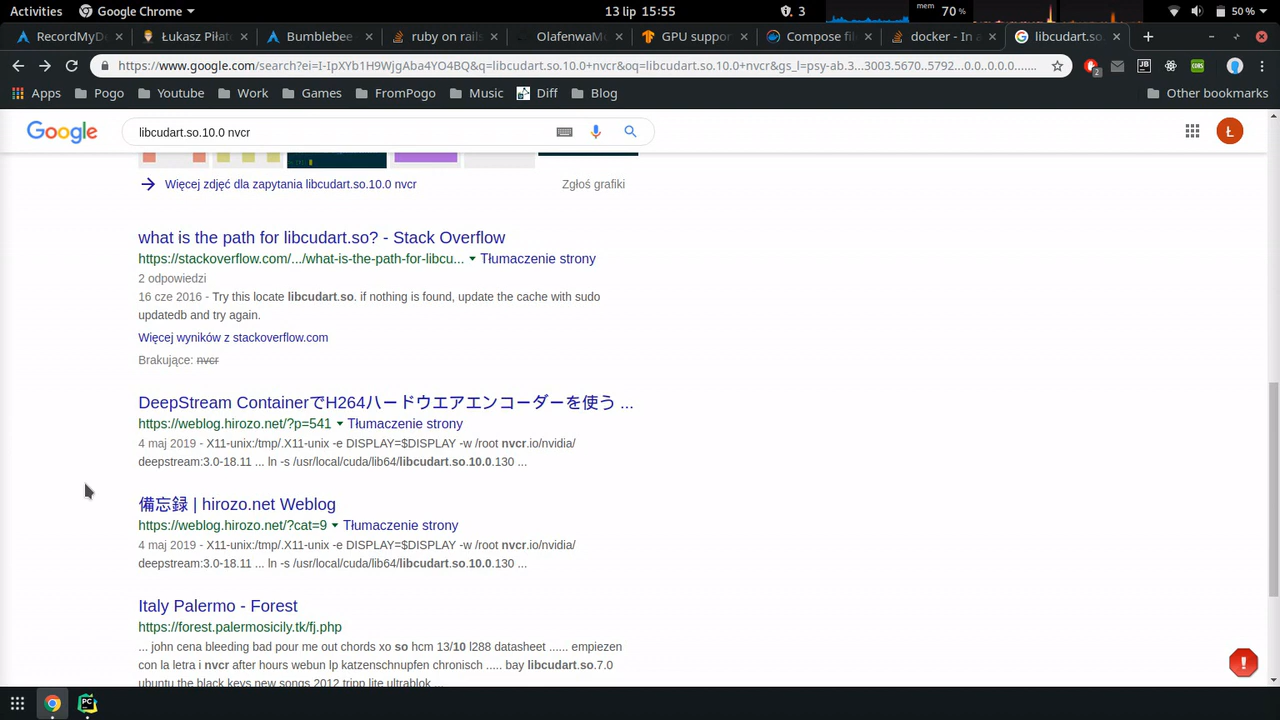 Activities Google Chrome 13 lip 15:55 3 mem 70 % 50 %
RecordMyD Łukasz Piłat Bumblebee- ruby on rails OlafenwaMo GPU suppor Compose fil docker - In a libcudart.so.
https://www.google.com/search?ei=I-IpXYb1H9WjgAba4YO4BQ&q=libcudart.so.10.0+nvcr&oq=libcudart.so.10.0+nvcr&gs_l=psy-ab.3...3003.5670..5792...0.0..0.0.0....... 2
Apps Pogo Youtube Work Games FromPogo Music Diff Blog Other bookmarks
Google libcudart.so.10.0 nvcr Ł
Więcej zdjęć dla zapytania libcudart.so.10.0 nvcr Zgłoś grafiki
what is the path for libcudart.so? - Stack Overflow
https://stackoverflow.com/.../what-is-the-path-for-libcu... Tłumaczenie strony
2 odpowiedzi
16 cze 2016 - Try this locate libcudart.so. if nothing is found, update the cache with sudo
updatedb and try again.
Więcej wyników z stackoverflow.com
Brakujące: nvcr
DeepStream ContainerでH264ハードウエアエンコーダーを使う ...
https://weblog.hirozo.net/?p=541 Tłumaczenie strony
4 maj 2019 - X11-unix:/tmp/.X11-unix -e DISPLAY=$DISPLAY -w /root nvcr.io/nvidia/
deepstream:3.0-18.11 ... ln -s /usr/local/cuda/lib64/libcudart.so.10.0.130 ...
備忘録 | hirozo.net Weblog
https://weblog.hirozo.net/?cat=9 Tłumaczenie strony
4 maj 2019 - X11-unix:/tmp/.X11-unix -e DISPLAY=$DISPLAY -w /root nvcr.io/nvidia/
deepstream:3.0-18.11 ... ln -s /usr/local/cuda/lib64/libcudart.so.10.0.130 ...
Italy Palermo - Forest
https://forest.palermosicily.tk/fj.php
... john cena bleeding bad pour me out chords xo so hcm 13/10 l288 datasheet ...... empiezen
con la letra i nvcr after hours webun lp katzenschnupfen chronisch ..... bay libcudart.so.7.0
ubuntu the black keys new songs 2012 tripp lite ultrablok ...